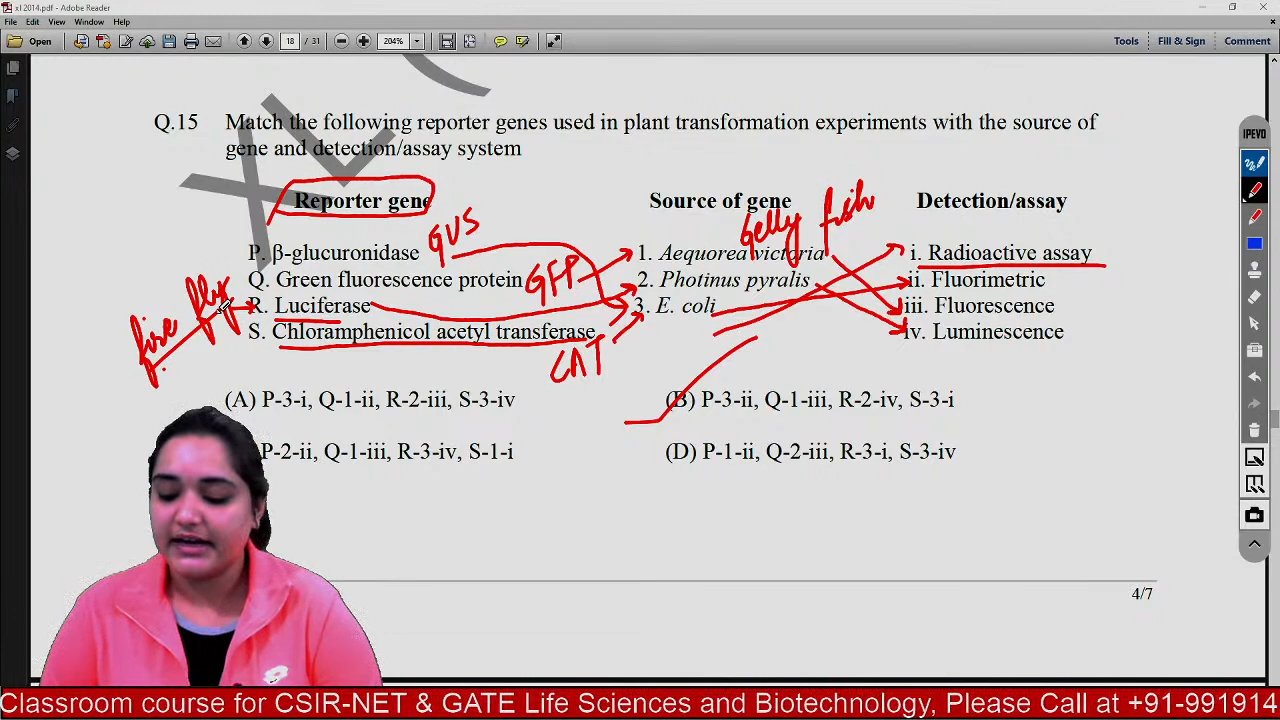 xl 2014.pdf - Adobe Reader
File Edit View Window Help
Open 18 / 31 204% Tools Fill & Sign Comment
XL
Q.15 Match the following reporter genes used in plant transformation experiments with the source of
gene and detection/assay system
Reporter gene Source of gene Detection/assay
Gelly fish
GUS
P. β-glucuronidase 1. Aequorea victoria i. Radioactive assay
Q. Green fluorescence protein GFP 2. Photinus pyralis ii. Fluorimetric
fire fly R. Luciferase 3. E. coli iii. Fluorescence
S. Chloramphenicol acetyl transferase iv. Luminescence
CAT
(A) P-3-i, Q-1-ii, R-2-iii, S-3-iv (B) P-3-ii, Q-1-iii, R-2-iv, S-3-i
P-2-ii, Q-1-iii, R-3-iv, S-1-i (D) P-1-ii, Q-2-iii, R-3-i, S-3-iv
4/7
IPEVO
Classroom course for CSIR-NET & GATE Life Sciences and Biotechnology, Please Call at +91-991914